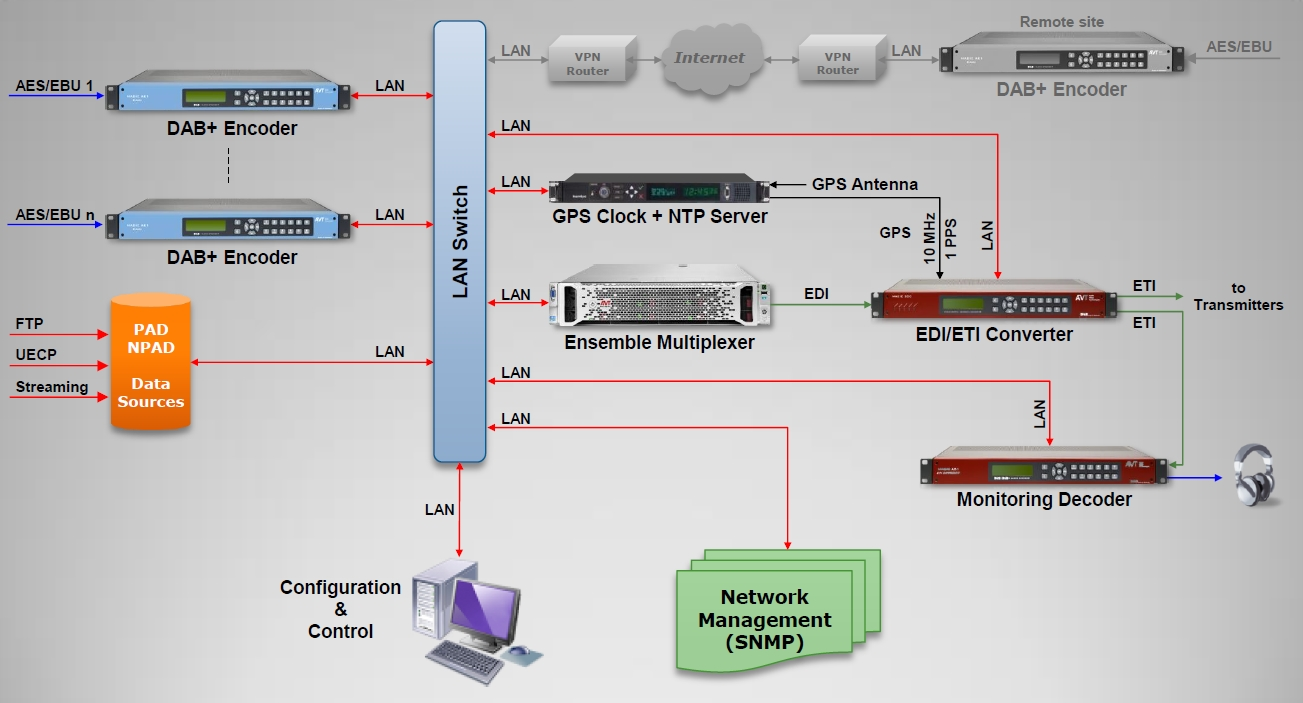 Remote site
LAN
VPN
Router
Internet
VPN
Router
LAN
AES/EBU
DAB+ Encoder
AES/EBU 1
LAN
DAB+ Encoder
LAN
LAN
GPS Antenna
GPS Clock + NTP Server
AES/EBU n
LAN
DAB+ Encoder
LAN Switch
GPS
10 MHz
1 PPS
LAN
LAN
EDI
Ensemble Multiplexer
AVT
EDI/ETI Converter
ETI
ETI
to
Transmitters
FTP
UECP
Streaming
PAD
NPAD
Data
Sources
LAN
LAN
LAN
LAN
AVT
Monitoring Decoder
LAN
Configuration
&
Control
Network
Management
(SNMP)